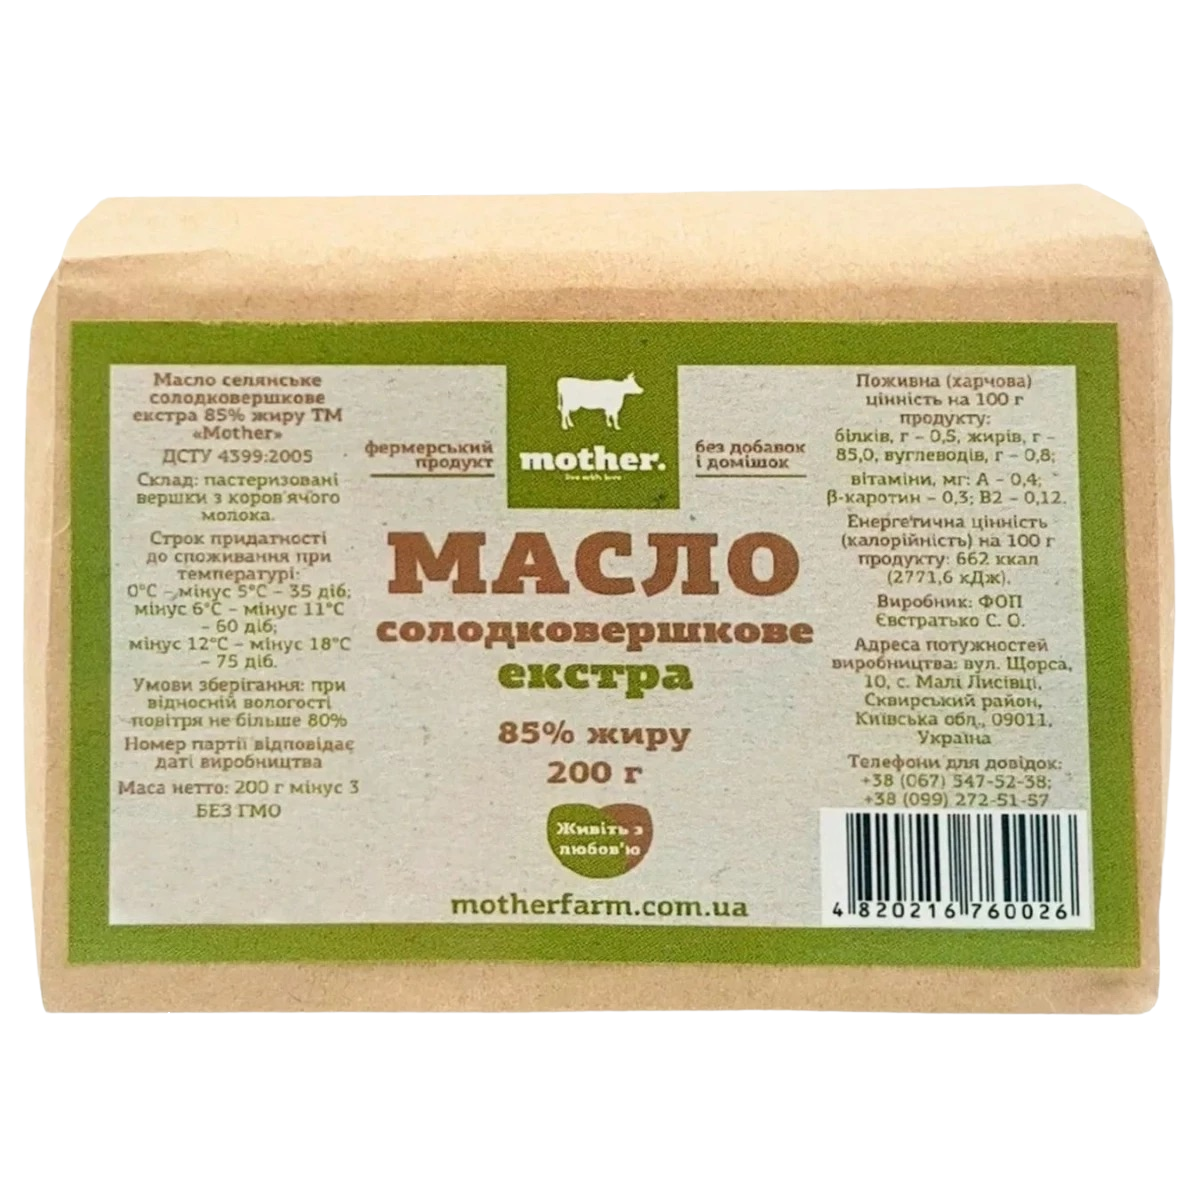 Масло селянське
солодковершкове
екстра 85% жиру ТМ
«Mother»
ДСТУ 4399:2005
Склад: пастеризовані
вершки з коров'ячого
молока.
Строк придатності
до споживання при
температурі:
0°C – мінус 5°C – 35 діб;
мінус 6°C – мінус 11°C
– 60 діб;
мінус 12°C – мінус 18°C
– 75 діб.
Умови зберігання: при
відносній вологості
повітря не більше 80%
Номер партії відповідає
даті виробництва
Маса нетто: 200 г мінус 3
БЕЗ ГМО
фермерський
продукт
mother.
live with love
без добавок
і домішок
МАСЛО
солодковершкове
екстра
85% жиру
200 г
Живіть з
любов'ю
motherfarm.com.ua
Поживна (харчова)
цінність на 100 г
продукту:
білків, г – 0,5, жирів, г –
85,0, вуглеводів, г – 0,8;
вітаміни, мг: А – 0,4;
β-каротин – 0,3; В2 – 0,12.
Енергетична цінність
(калорійність) на 100 г
продукту: 662 ккал
(2771,6 кДж).
Виробник: ФОП
Євстратько С. О.
Адреса потужностей
виробництва: вул. Щорса,
10, с. Малі Лисівці,
Сквирський район,
Київська обл., 09011,
Україна
Телефони для довідок:
+38 (067) 547-52-38;
+38 (099) 272-51-57
4 820216 760026